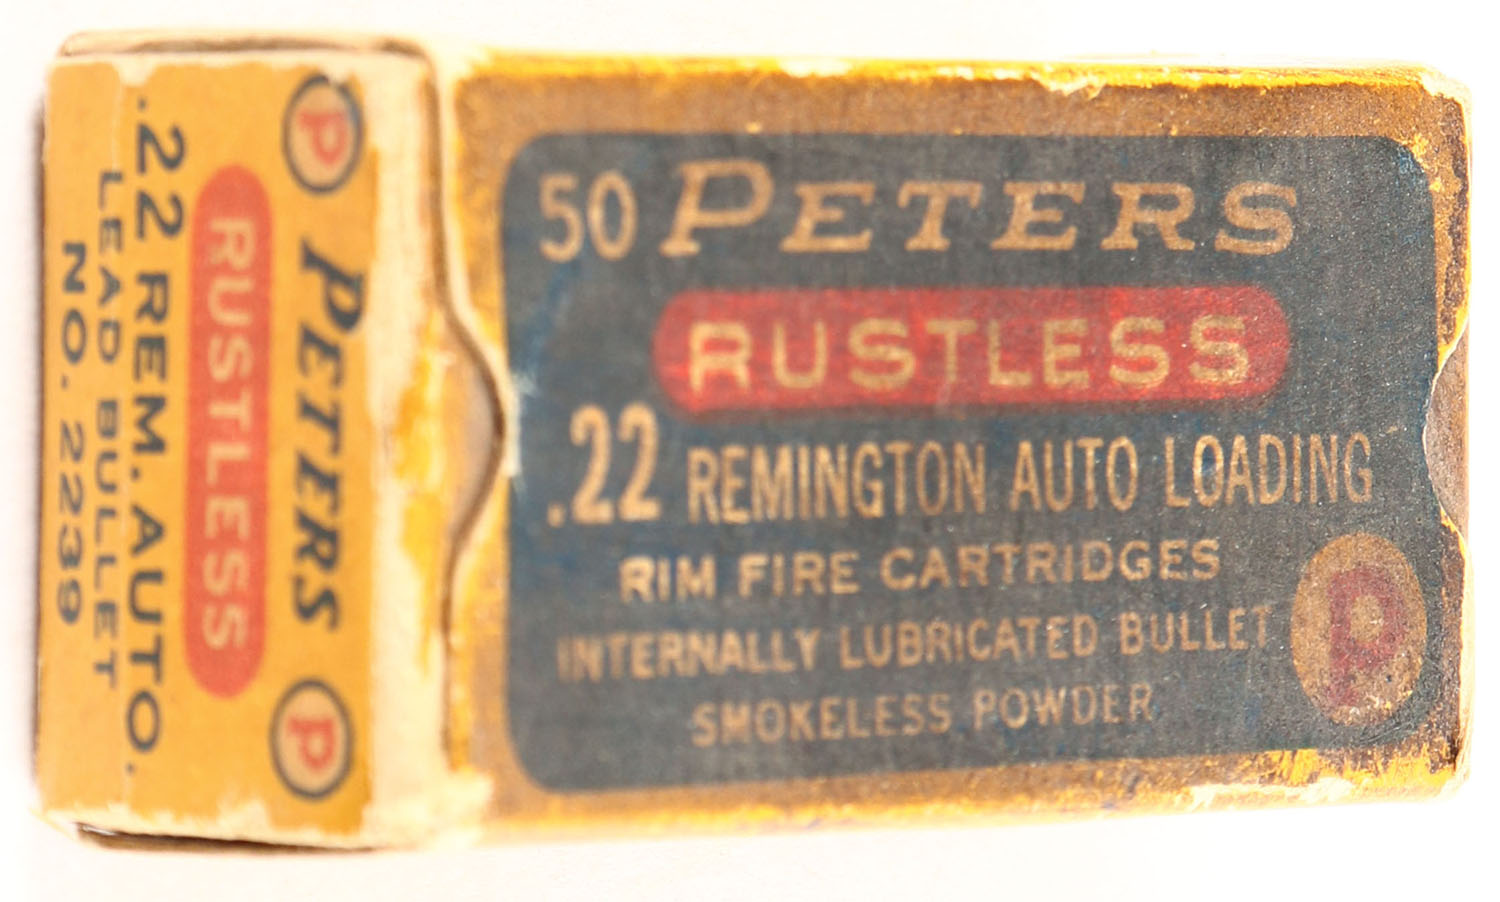 50 PETERS
RUSTLESS
.22 REMINGTON AUTO LOADING
RIM FIRE CARTRIDGES
INTERNALLY LUBRICATED BULLET
SMOKELESS POWDER
P
P PETERS P
RUSTLESS
.22 REM. AUTO.
LEAD BULLET
NO. 2239